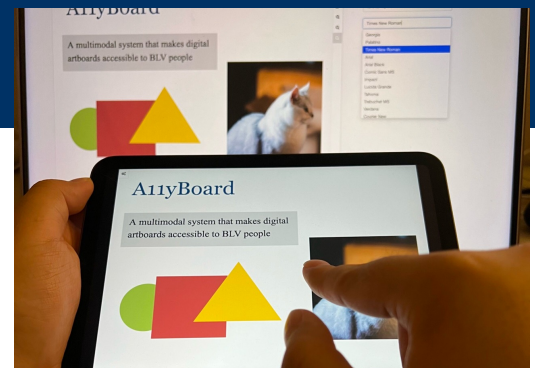 A11yBoard
A multimodal system that makes digital
artboards accessible to BLV people
Times New Roman
Georgia
Palatino
Times New Roman
Arial
Arial Black
Comic Sans MS
Impact
Lucida Grande
Tahoma
Trebuchet MS
Verdana
A11yBoard
A multimodal system that makes digital
artboards accessible to BLV people